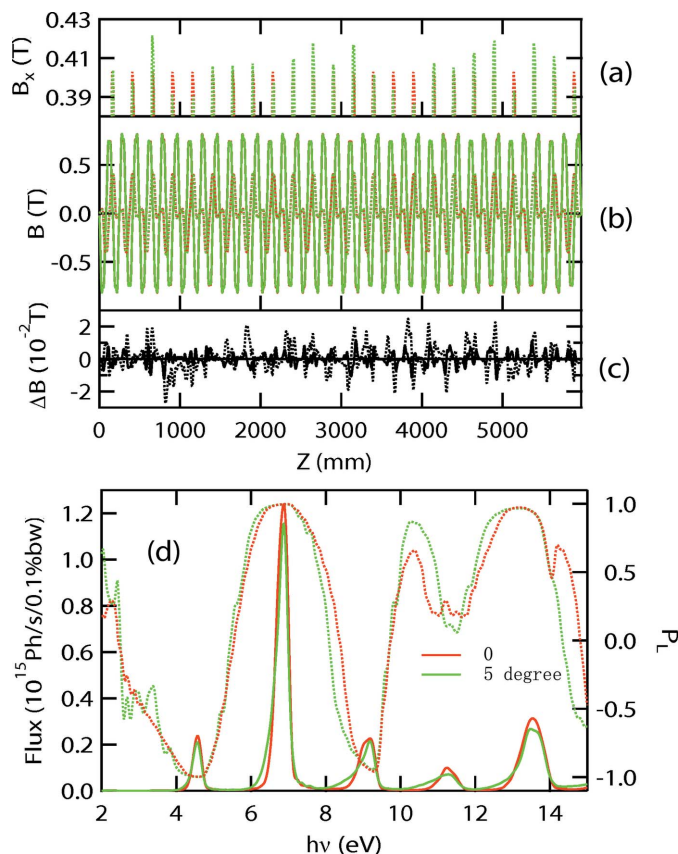 0.43
0.41
0.39
Bx (T)
(a)
0.5
0.0
-0.5
B (T)
(b)
2
0
-2
ΔB (10-2T)
(c)
0 1000 2000 3000 4000 5000
Z (mm)
(d)
1.2
1.0
0.8
0.6
0.4
0.2
0.0
Flux (10^15 Ph/s/0.1%bw)
1.0
0.5
0.0
-0.5
-1.0
PL
0
5 degree
2 4 6 8 10 12 14
hν (eV)